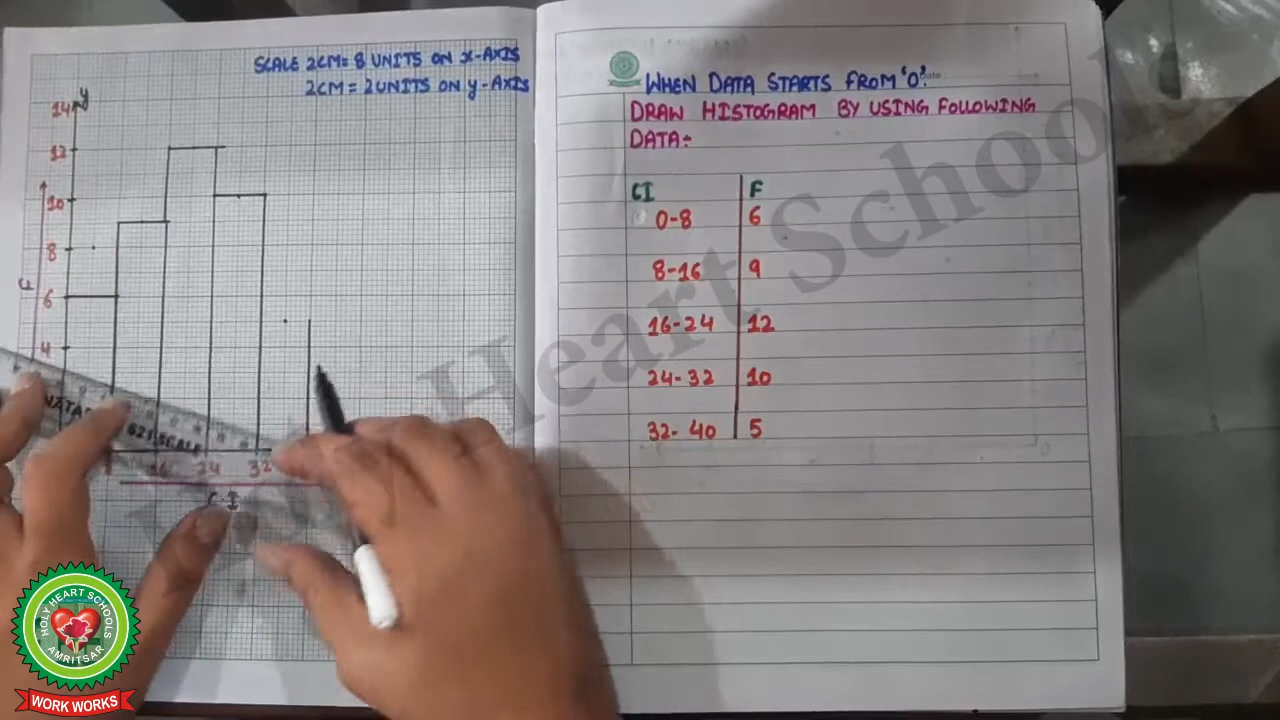 SCALE 2CM = 8 UNITS ON X-AXIS
2CM = 2 UNITS ON Y-AXIS
y
14
12
10
8
6
4
F
16 24 32
C.I
WHEN DATA STARTS FROM '0'.
DRAW HISTOGRAM BY USING FOLLOWING
DATA:-
CI F
0-8 6
8-16 9
16-24 12
24-32 10
32-40 5
Heart Schools
HOLY HEART SCHOOLS
AMRITSAR
WORK WORKS